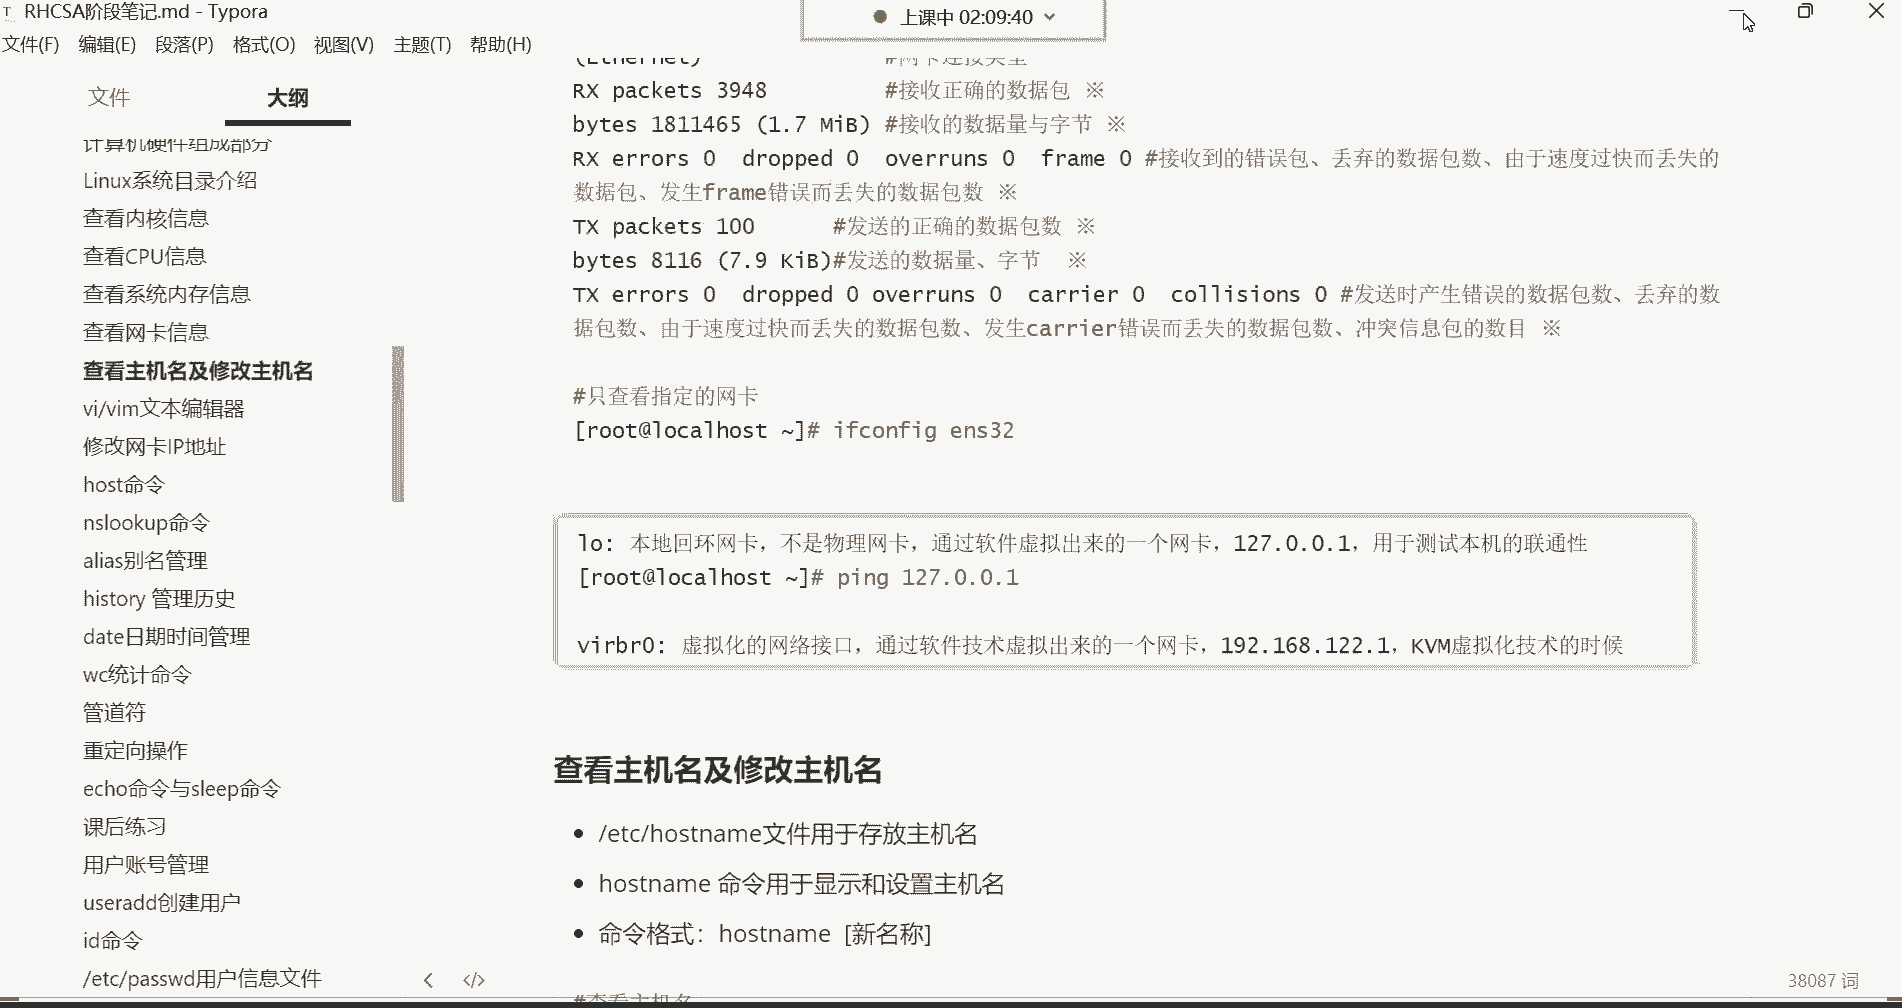 RHCSA阶段笔记.md - Typora
上课中 02:09:40
文件(F) 编辑(E) 段落(P) 格式(O) 视图(V) 主题(T) 帮助(H)
文件 大纲
计算机硬件组成部分
Linux系统目录介绍
查看内核信息
查看CPU信息
查看系统内存信息
查看网卡信息
查看主机名及修改主机名
vi/vim文本编辑器
修改网卡IP地址
host命令
nslookup命令
alias别名管理
history 管理历史
date日期时间管理
wc统计命令
管道符
重定向操作
echo命令与sleep命令
课后练习
用户账号管理
useradd创建用户
id命令
/etc/passwd用户信息文件
(Ethernet) #网卡连接类型
RX packets 3948 #接收正确的数据包 ※
bytes 1811465 (1.7 MiB) #接收的数据量与字节 ※
RX errors 0 dropped 0 overruns 0 frame 0 #接收到的错误包、丢弃的数据包数、由于速度过快而丢失的
数据包、发生frame错误而丢失的数据包数 ※
TX packets 100 #发送的正确的数据包数 ※
bytes 8116 (7.9 KiB)#发送的数据量、字节 ※
TX errors 0 dropped 0 overruns 0 carrier 0 collisions 0 #发送时产生错误的数据包数、丢弃的数
据包数、由于速度过快而丢失的数据包数、发生carrier错误而丢失的数据包数、冲突信息包的数目 ※
#只查看指定的网卡
[root@localhost ~]# ifconfig ens32
lo: 本地回环网卡，不是物理网卡，通过软件虚拟出来的一个网卡，127.0.0.1，用于测试本机的联通性
[root@localhost ~]# ping 127.0.0.1
virbr0: 虚拟化的网络接口，通过软件技术虚拟出来的一个网卡，192.168.122.1，KVM虚拟化技术的时候
查看主机名及修改主机名
/etc/hostname文件用于存放主机名
hostname 命令用于显示和设置主机名
命令格式：hostname [新名称]
#查看主机名
38087 词